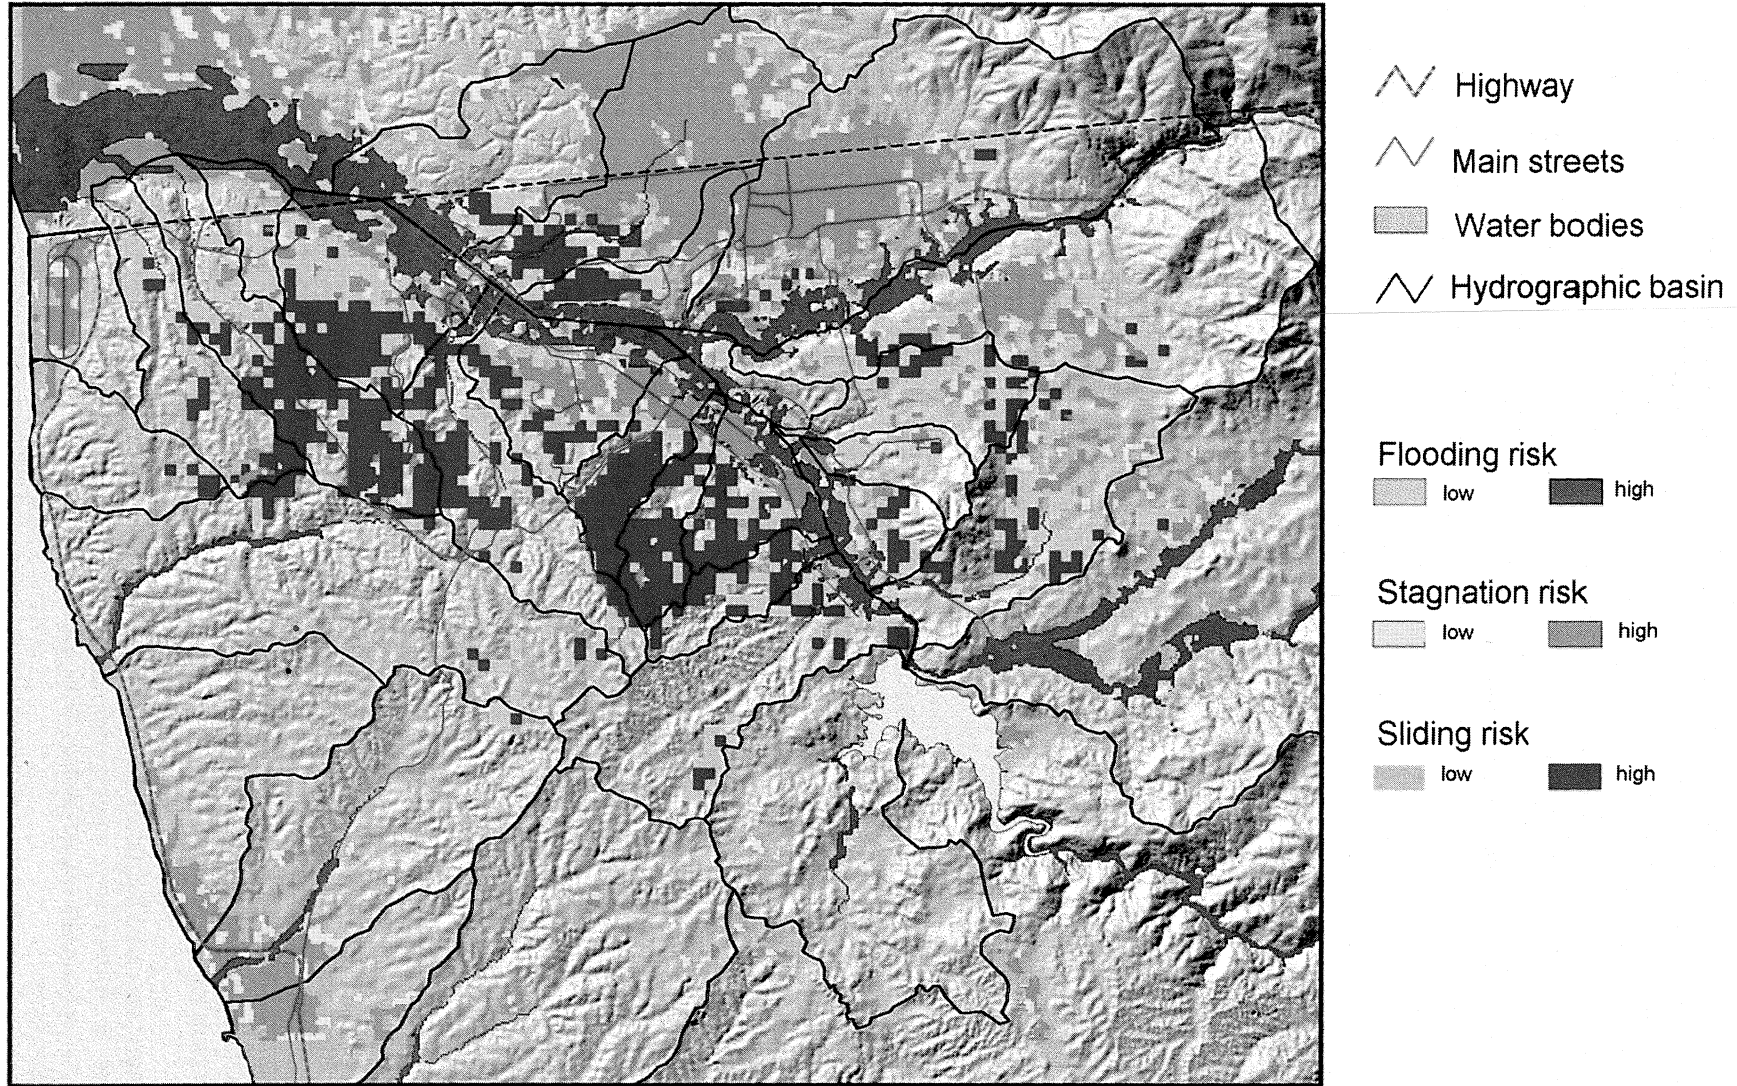 Highway
Main streets
Water bodies
Hydrographic basin
Flooding risk
low high
Stagnation risk
low high
Sliding risk
low high